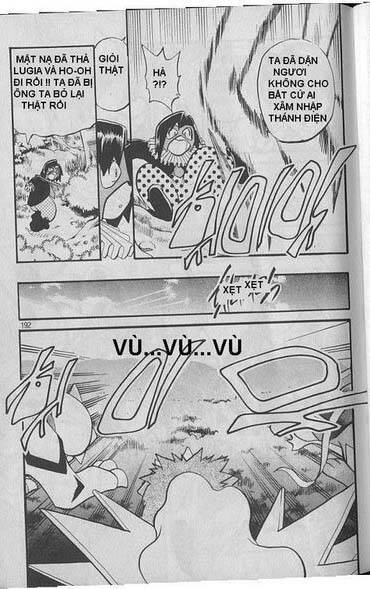 TA ĐÃ DẶN
NGƯƠI
KHÔNG CHO
BẤT CỨ AI
XÂM NHẬP
THÁNH ĐIỆN
HẢ
?!?
GIỎI
THẬT
MẶT NẠ ĐÃ THẢ
LUGIA VÀ HO-OH
ĐI RỒI !! TA ĐÃ BỊ
ÔNG TA BỎ LẠI
THẬT RỒI
XẸT XẸT
192
VÙ...VÙ...VÙ